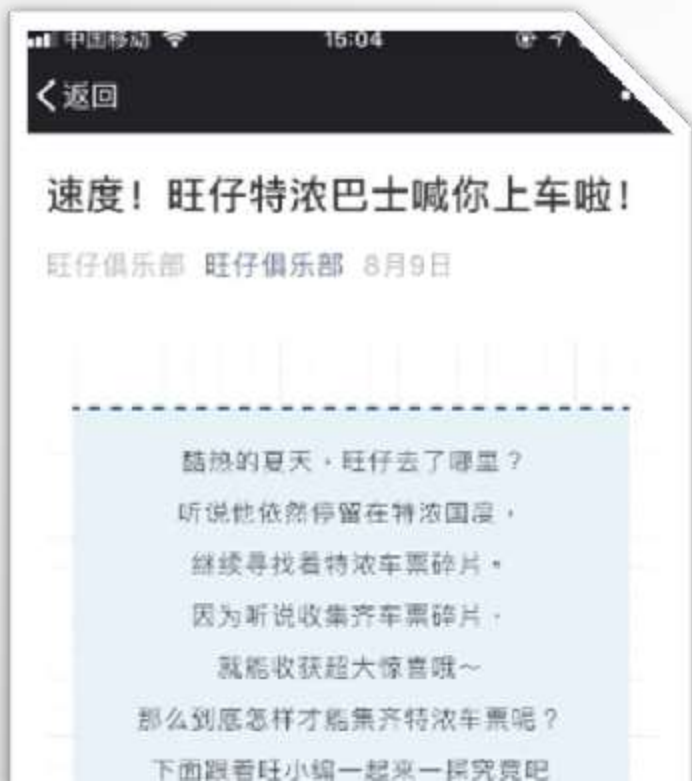 中国移动 15:04
返回
速度！旺仔特浓巴士喊你上车啦！
旺仔俱乐部 旺仔俱乐部 8月9日
酷热的夏天，旺仔去了哪里？
听说他依然停留在特浓国度，
继续寻找着特浓车票碎片。
因为听说收集齐车票碎片，
就能收获超大惊喜哦～
那么到底怎样才能集齐特浓车票呢？
下面跟着旺小编一起来一探究竟吧